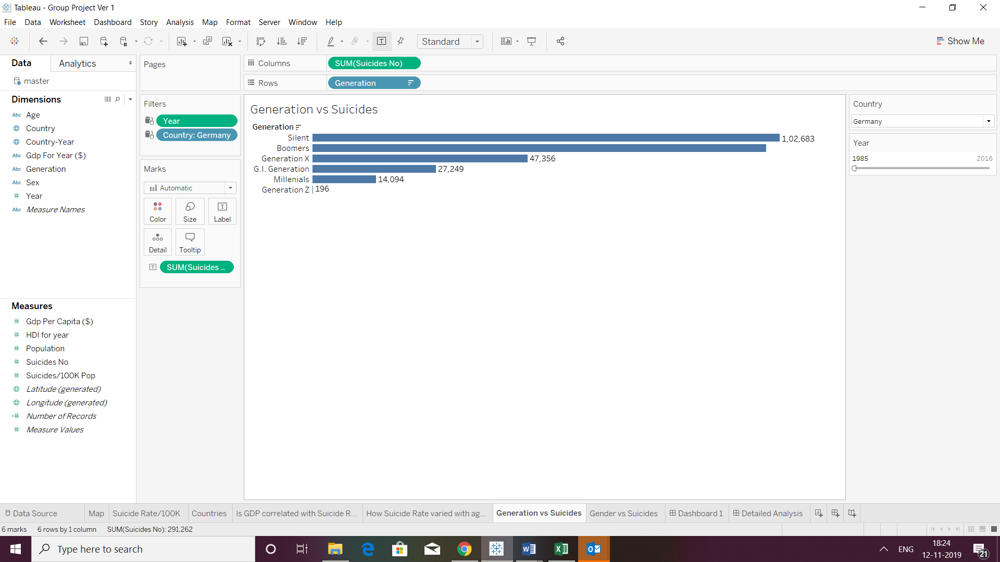 Tableau - Group Project Ver 1
File Data Worksheet Dashboard Story Analysis Map Format Server Window Help
Standard
Show Me
Data Analytics
master
Dimensions
Abc Age
Country
Country-Year
Abc Gdp For Year ($)
Abc Generation
Abc Sex
# Year
Abc Measure Names
Measures
# Gdp Per Capita ($)
# HDI for year
# Population
# Suicides No
# Suicides/100K Pop
Latitude (generated)
Longitude (generated)
=# Number of Records
# Measure Values
Pages
Filters
Year
Country: Germany
Marks
Automatic
Color Size Label
Detail Tooltip
SUM(Suicides ..
Columns SUM(Suicides No)
Rows Generation
Generation vs Suicides
Generation
Silent 1,02,683
Boomers
Generation X 47,356
G.I. Generation 27,249
Millenials 14,094
Generation Z 196
Country
Germany
Year
1985 2016
Data Source Map Suicide Rate/100K Countries Is GDP correlated with Suicide R... How Suicide Rate varied with ag... Generation vs Suicides Gender vs Suicides Dashboard 1 Detailed Analysis
6 marks 6 rows by 1 column SUM(Suicides No): 291,262
Type here to search
ENG
18:24
12-11-2019
21